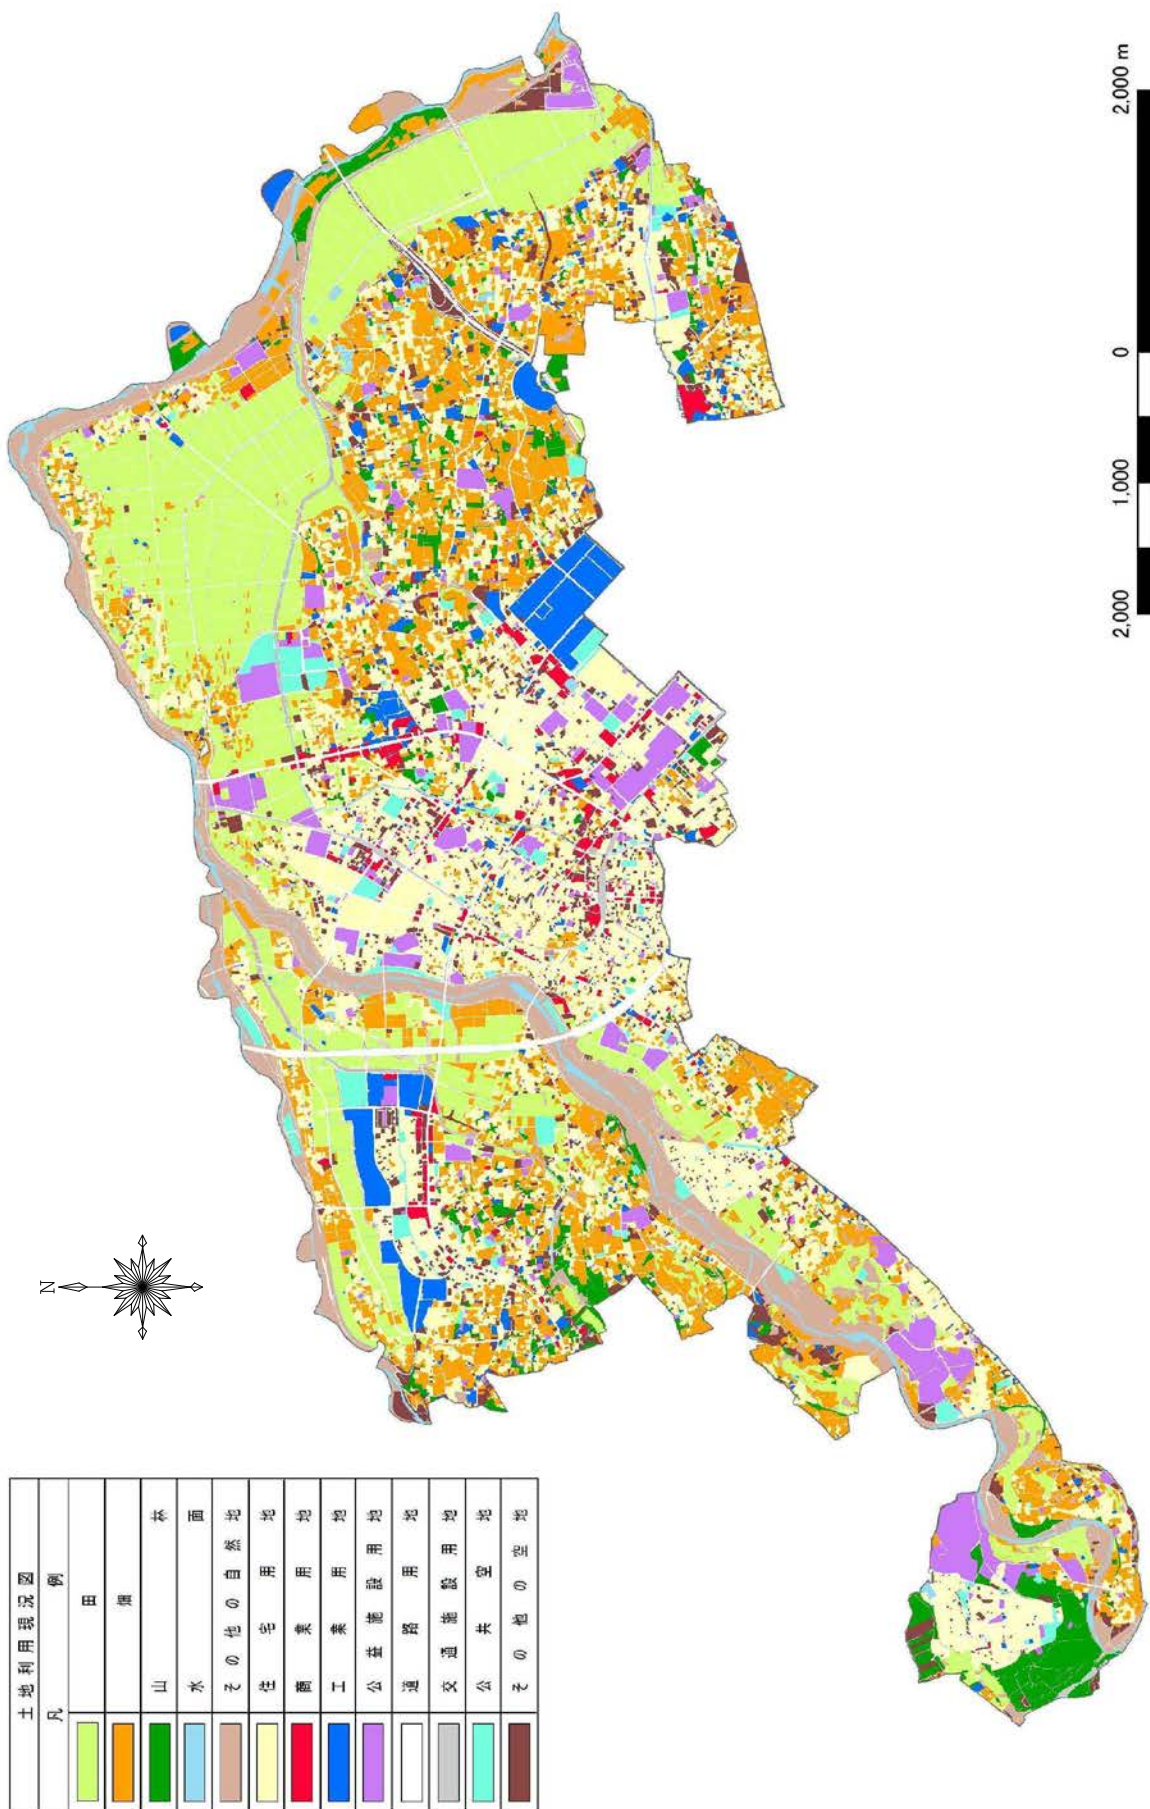 土地利用現況図
凡例
田
畑
山林
水面
その他の自然地
住宅用地
商業用地
工業用地
公益施設用地
道路用地
交通施設用地
公共空地
その他の空地
N
2,000 1,000 0 2,000 m